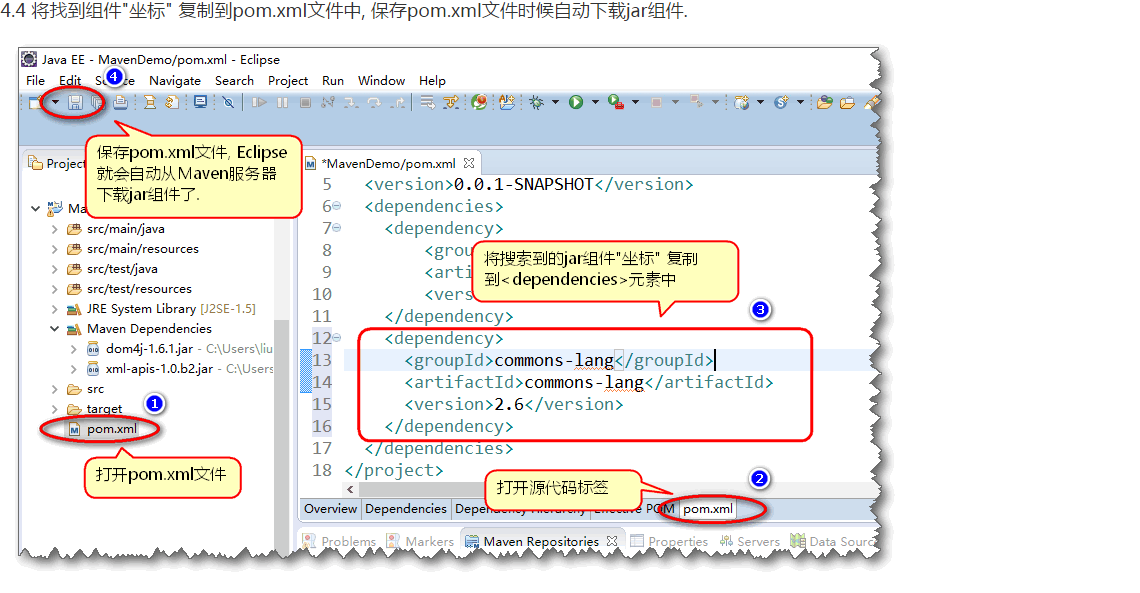 4.4 将找到组件"坐标" 复制到pom.xml文件中, 保存pom.xml文件时候自动下载jar组件.
Java EE - MavenDemo/pom.xml - Eclipse
File Edit Navigate Search Project Run Window Help
4
保存pom.xml文件, Eclipse
就会自动从Maven服务器
下载jar组件了.
Projec
*MavenDemo/pom.xml
Ma
src/main/java
src/main/resources
src/test/java
src/test/resources
JRE System Library [J2SE-1.5]
Maven Dependencies
dom4j-1.6.1.jar - C:\Users\liu
xml-apis-1.0.b2.jar - C:\Users
src
target
1
pom.xml
打开pom.xml文件
5 <version>0.0.1-SNAPSHOT</version>
6 <dependencies>
7 <dependency>
8 <grou
9 <arti
10 <vers
11 </dependency>
12 <dependency>
13 <groupId>commons-lang</groupId>
14 <artifactId>commons-lang</artifactId>
15 <version>2.6</version>
16 </dependency>
17 </dependencies>
18 </project>
将搜索到的jar组件"坐标" 复制
到<dependencies>元素中
3
打开源代码标签
2
Overview Dependencies Dependency Hierarchy Effective POM pom.xml
Problems Markers Maven Repositories Properties Servers Data Sourc